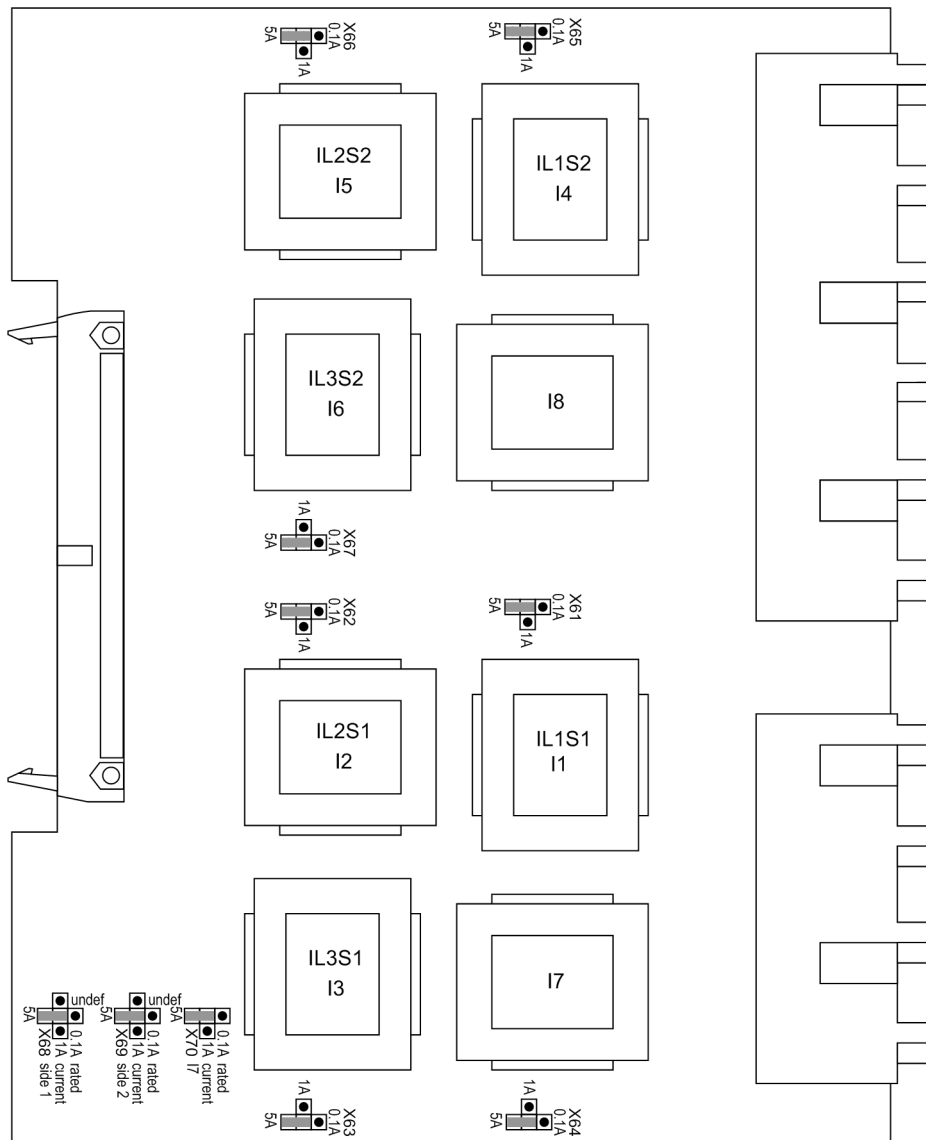 X66
0.1A
5A
1A
X65
0.1A
5A
1A
IL2S2
I5
IL1S2
I4
IL3S2
I6
I8
1A
X67
0.1A
5A
X62
0.1A
5A
1A
X61
0.1A
5A
1A
IL2S1
I2
IL1S1
I1
IL3S1
I3
I7
undef
5A
0.1A rated
1A current
X68 side 1
undef
5A
0.1A rated
1A current
X69 side 2
5A
0.1A rated
1A current
X70 I7
1A
X63
0.1A
5A
1A
X64
0.1A
5A